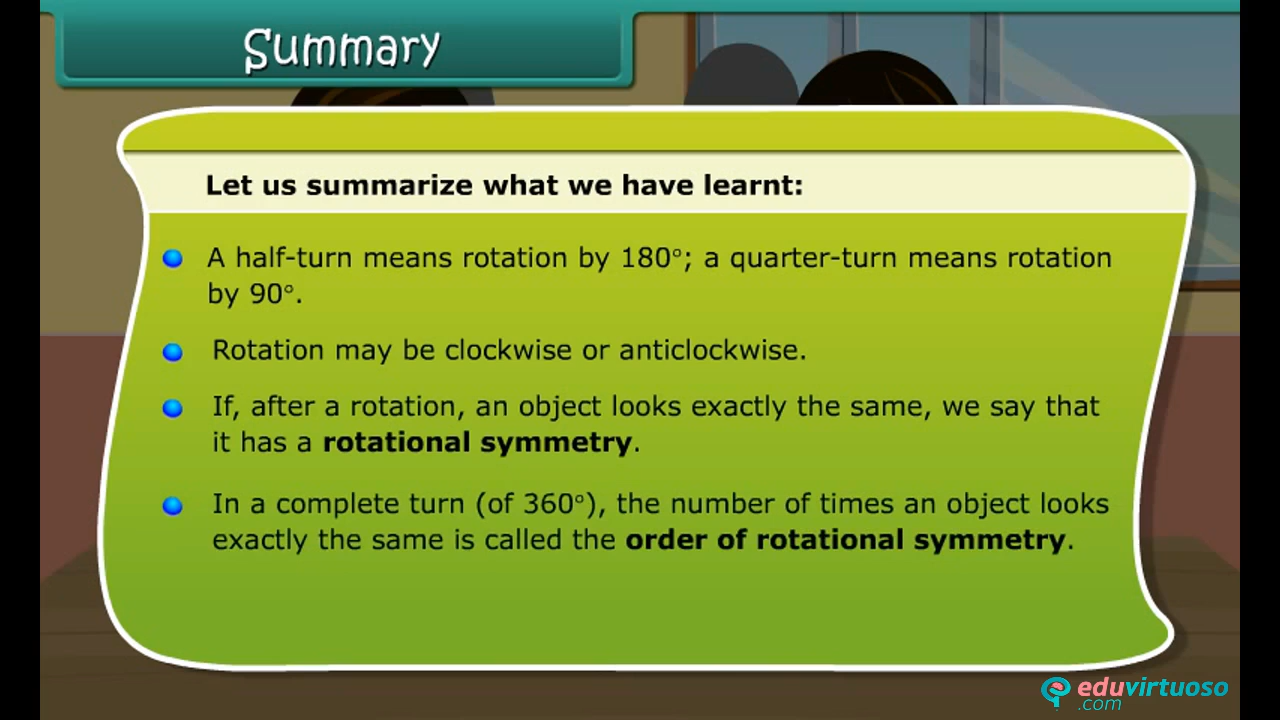 Summary
Let us summarize what we have learnt:
A half-turn means rotation by 180°; a quarter-turn means rotation
by 90°.
Rotation may be clockwise or anticlockwise.
If, after a rotation, an object looks exactly the same, we say that
it has a rotational symmetry.
In a complete turn (of 360°), the number of times an object looks
exactly the same is called the order of rotational symmetry.
eduvirtuoso
.com